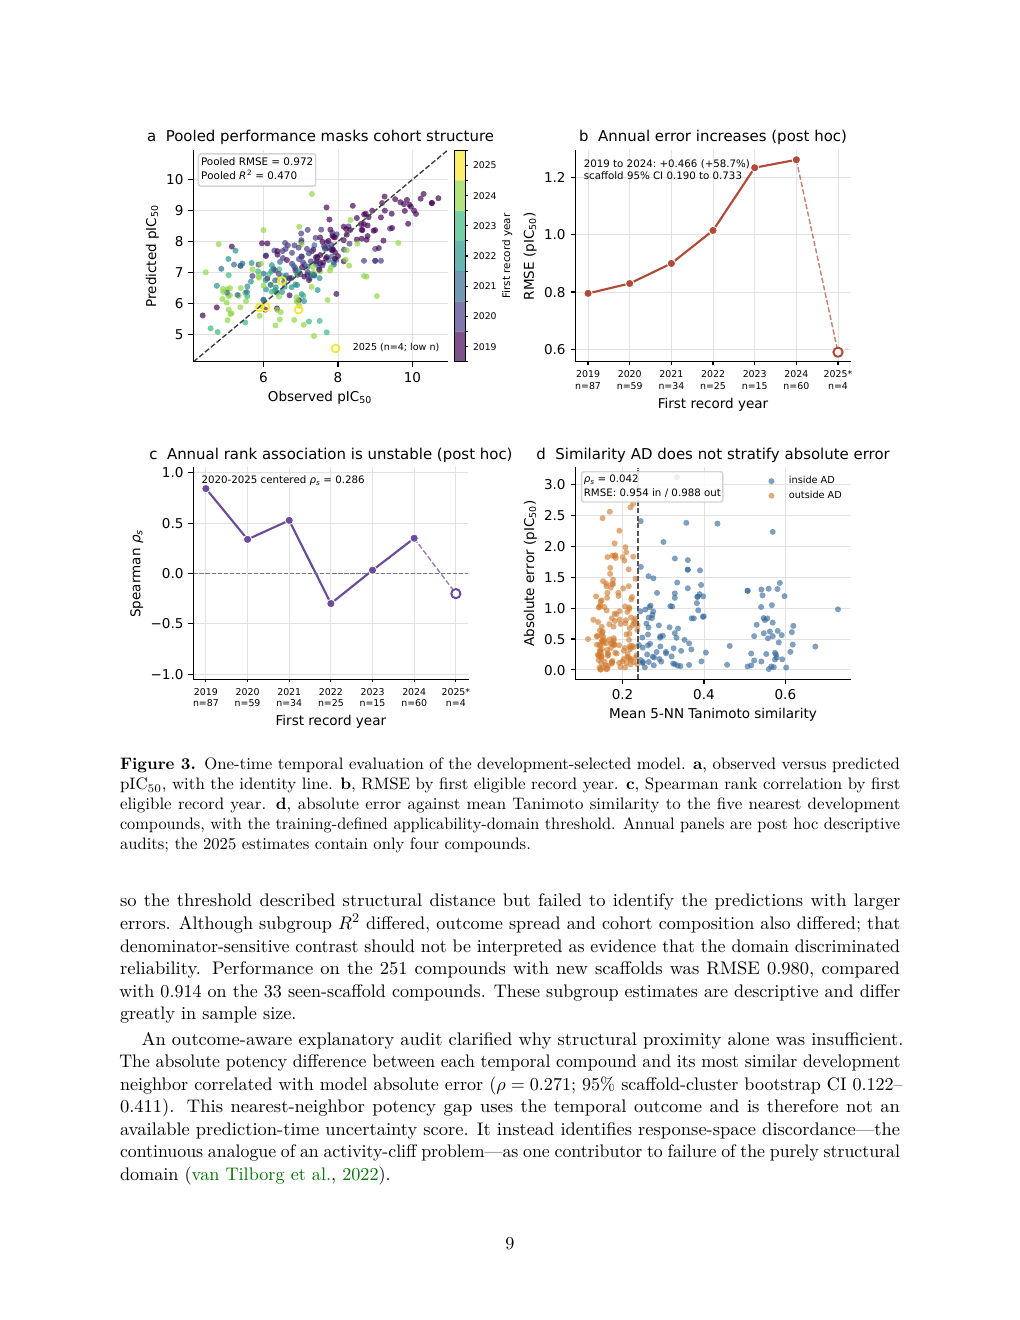 a Pooled performance masks cohort structure
Pooled RMSE = 0.972
Pooled R² = 0.470
10
9
8
7
6
5
6
8
10
Predicted pIC₅₀
Observed pIC₅₀
2025 (n=4; low n)
2025
2024
2023
2022
2021
2020
2019
First record year
b Annual error increases (post hoc)
2019 to 2024: +0.466 (+58.7%)
scaffold 95% CI 0.190 to 0.733
1.2
1.0
0.8
0.6
RMSE (pIC₅₀)
2019 2020 2021 2022 2023 2024 2025*
n=87 n=59 n=34 n=25 n=15 n=60 n=4
First record year
c Annual rank association is unstable (post hoc)
2020-2025 centered ρₛ = 0.286
1.0
0.5
0.0
−0.5
−1.0
Spearman ρₛ
2019 2020 2021 2022 2023 2024 2025*
n=87 n=59 n=34 n=25 n=15 n=60 n=4
First record year
d Similarity AD does not stratify absolute error
ρₛ = 0.042
RMSE: 0.954 in / 0.988 out
inside AD
outside AD
3.0
2.5
2.0
1.5
1.0
0.5
0.0
Absolute error (pIC₅₀)
0.2 0.4 0.6
Mean 5-NN Tanimoto similarity
Figure 3. One-time temporal evaluation of the development-selected model. a, observed versus predicted
pIC₅₀, with the identity line. b, RMSE by first eligible record year. c, Spearman rank correlation by first
eligible record year. d, absolute error against mean Tanimoto similarity to the five nearest development
compounds, with the training-defined applicability-domain threshold. Annual panels are post hoc descriptive
audits; the 2025 estimates contain only four compounds.
so the threshold described structural distance but failed to identify the predictions with larger
errors. Although subgroup R² differed, outcome spread and cohort composition also differed; that
denominator-sensitive contrast should not be interpreted as evidence that the domain discriminated
reliability. Performance on the 251 compounds with new scaffolds was RMSE 0.980, compared
with 0.914 on the 33 seen-scaffold compounds. These subgroup estimates are descriptive and differ
greatly in sample size.
An outcome-aware explanatory audit clarified why structural proximity alone was insufficient.
The absolute potency difference between each temporal compound and its most similar development
neighbor correlated with model absolute error (ρ = 0.271; 95% scaffold-cluster bootstrap CI 0.122–
0.411). This nearest-neighbor potency gap uses the temporal outcome and is therefore not an
available prediction-time uncertainty score. It instead identifies response-space discordance—the
continuous analogue of an activity-cliff problem—as one contributor to failure of the purely structural
domain (van Tilborg et al., 2022).
9